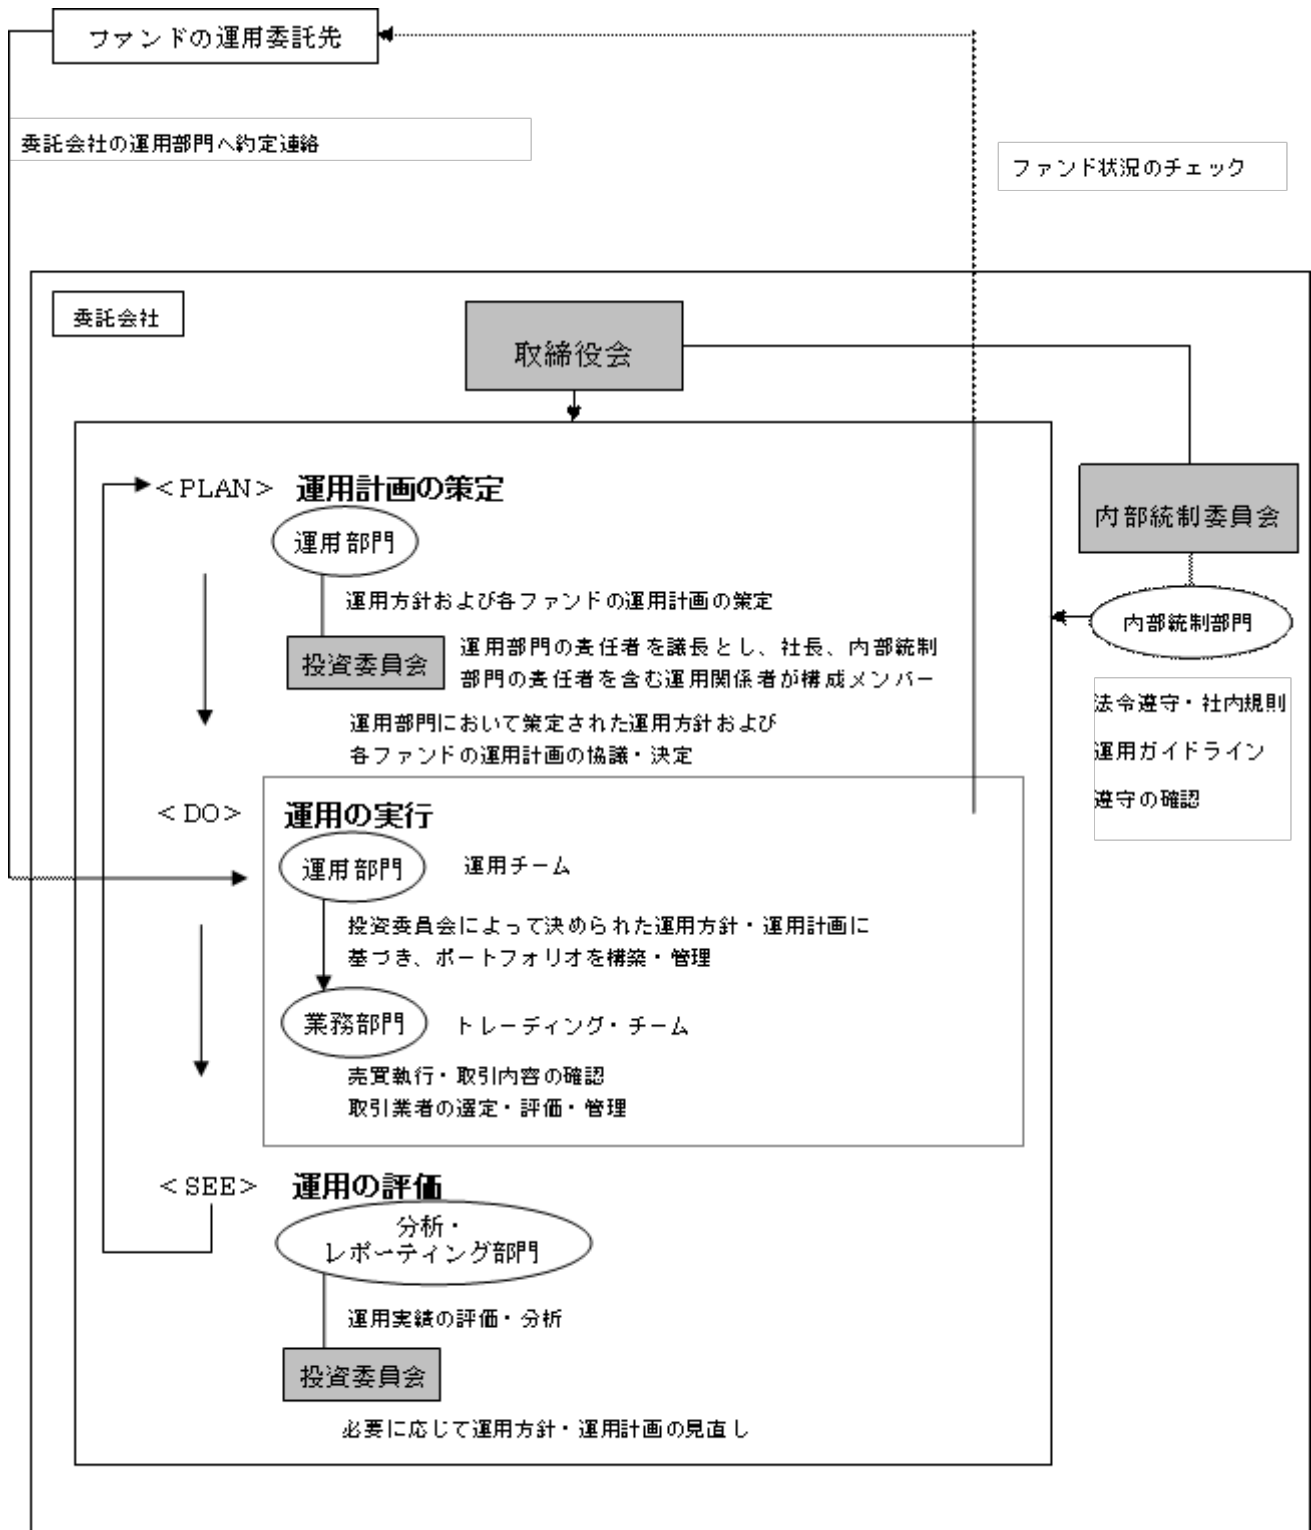 ファンドの運用委託先
委託会社の運用部門へ約定連絡
ファンド状況のチェック
委託会社
取締役会
＜PLAN＞ 運用計画の策定
運用部門
運用方針および各ファンドの運用計画の策定
投資委員会
運用部門の責任者を議長とし、社長、内部統制
部門の責任者を含む運用関係者が構成メンバー
運用部門において策定された運用方針および
各ファンドの運用計画の協議・決定
内部統制委員会
内部統制部門
法令遵守・社内規則
運用ガイドライン
遵守の確認
＜DO＞ 運用の実行
運用部門 運用チーム
投資委員会によって決められた運用方針・運用計画に
基づき、ポートフォリオを構築・管理
業務部門 トレーディング・チーム
売買執行・取引内容の確認
取引業者の選定・評価・管理
＜SEE＞ 運用の評価
分析・
レポーティング部門
運用実績の評価・分析
投資委員会
必要に応じて運用方針・運用計画の見直し